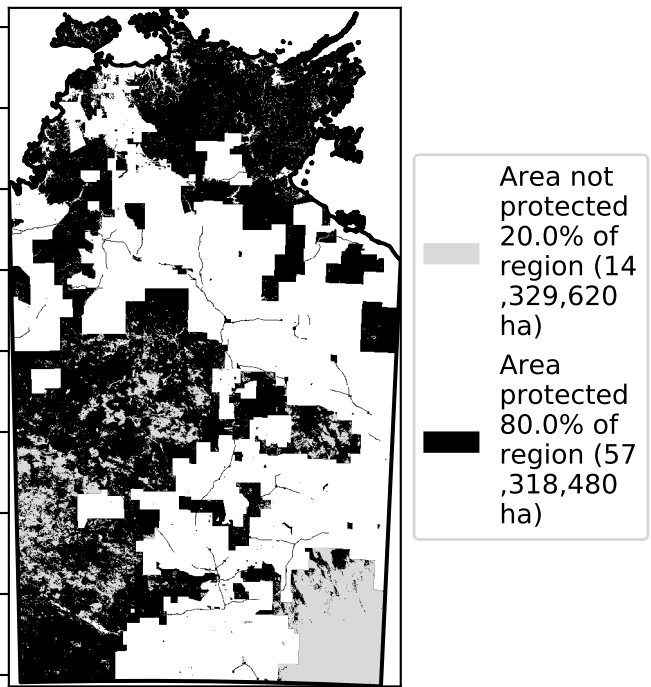 Area not
protected
20.0% of
region (14
,329,620
ha)
Area
protected
80.0% of
region (57
,318,480
ha)